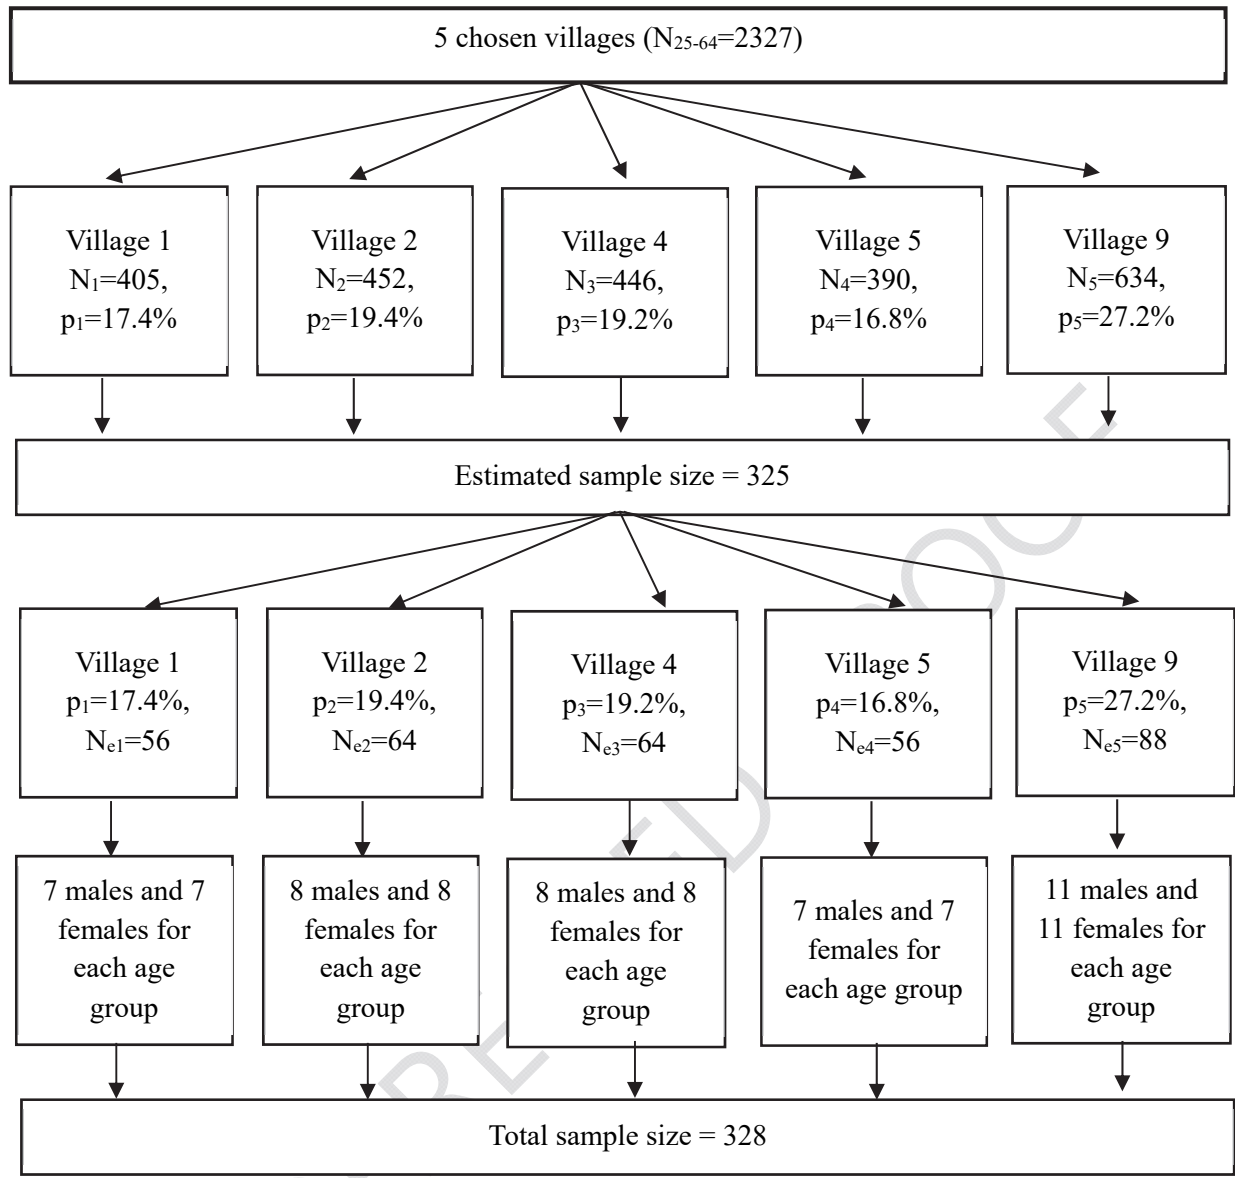 5 chosen villages (N25-64=2327)
Village 1
N1=405,
p1=17.4%
Village 2
N2=452,
p2=19.4%
Village 4
N3=446,
p3=19.2%
Village 5
N4=390,
p4=16.8%
Village 9
N5=634,
p5=27.2%
Estimated sample size = 325
Village 1
p1=17.4%,
Ne1=56
Village 2
p2=19.4%,
Ne2=64
Village 4
p3=19.2%,
Ne3=64
Village 5
p4=16.8%,
Ne4=56
Village 9
p5=27.2%,
Ne5=88
7 males and 7
females for
each age
group
8 males and 8
females for
each age
group
8 males and 8
females for
each age
group
7 males and 7
females for
each age group
11 males and
11 females for
each age
group
Total sample size = 328